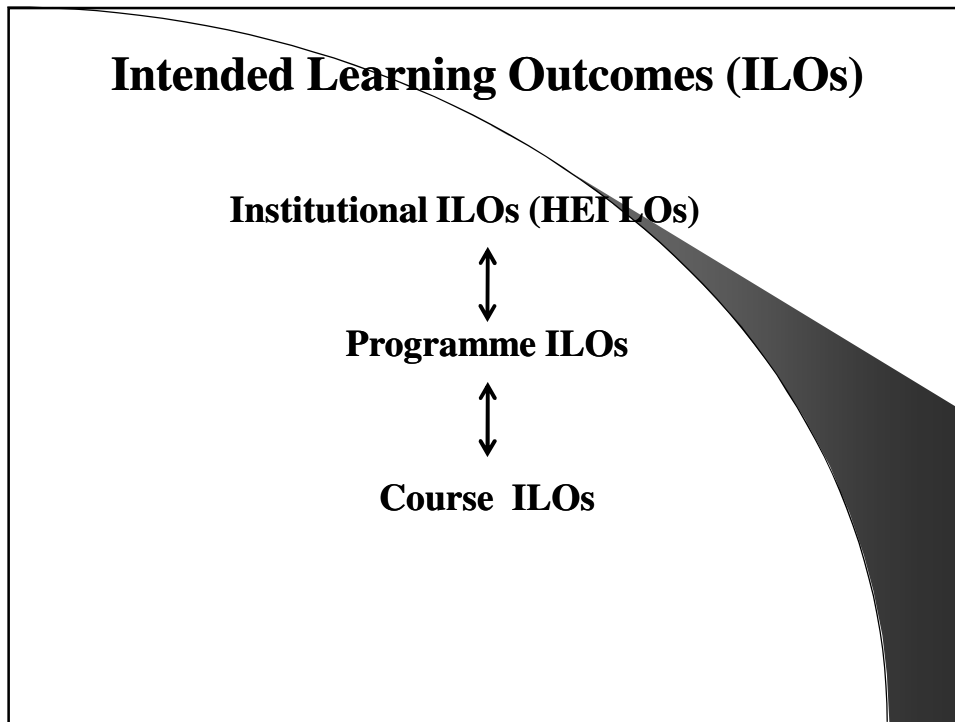 Intended Learning Outcomes (ILOs)
Institutional ILOs (HEI LOs)
Programme ILOs
Course ILOs